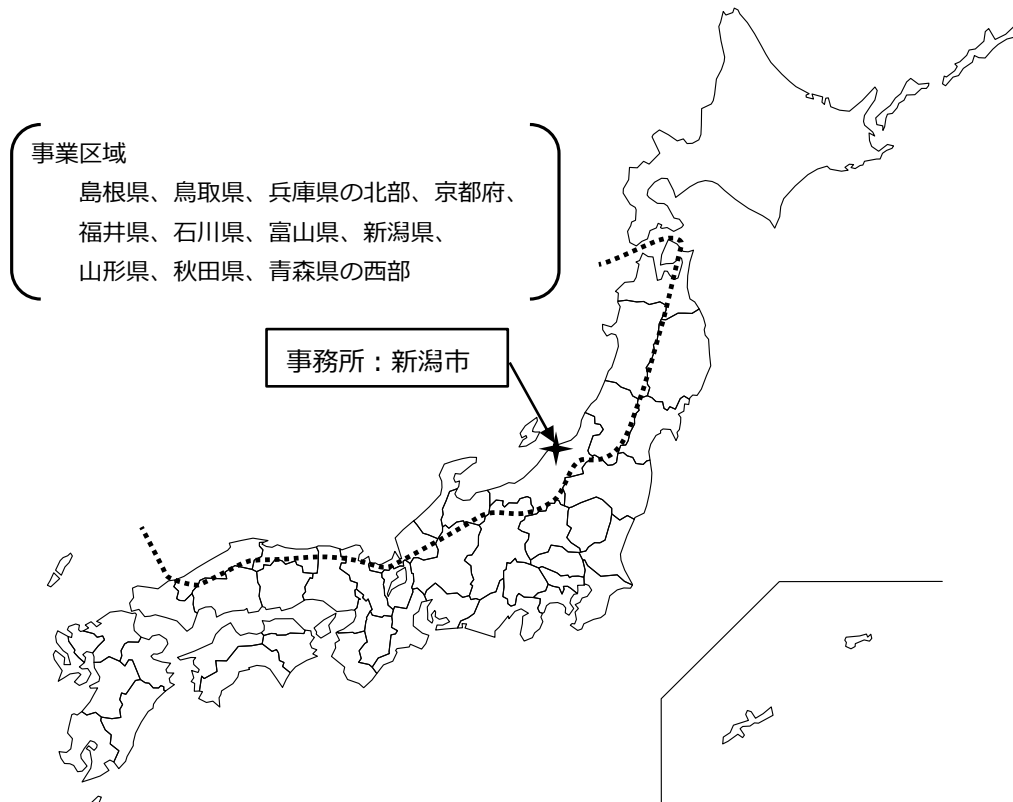 事業区域
島根県、鳥取県、兵庫県の北部、京都府、
福井県、石川県、富山県、新潟県、
山形県、秋田県、青森県の西部
事務所：新潟市